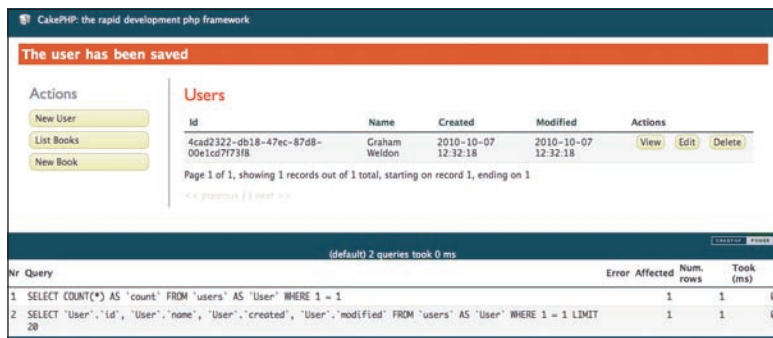 CakePHP: the rapid development php framework
The user has been saved
Actions
New User
List Books
New Book
Users
Id Name Created Modified Actions
4cad2322-db18-47ec-87d8- Graham 2010-10-07 2010-10-07 View Edit Delete
00e1cd7f73f8 Weldon 12:32:18 12:32:18
Page 1 of 1, showing 1 records out of 1 total, starting on record 1, ending on 1
<< previous | | next >>
CAKEPHP POWER
(default) 2 queries took 0 ms
Nr Query Error Affected Num. rows Took (ms)
1 SELECT COUNT(*) AS `count` FROM `users` AS `User` WHERE 1 = 1 1 1
2 SELECT `User`.`id`, `User`.`name`, `User`.`created`, `User`.`modified` FROM `users` AS `User` WHERE 1 = 1 LIMIT 1 1
20